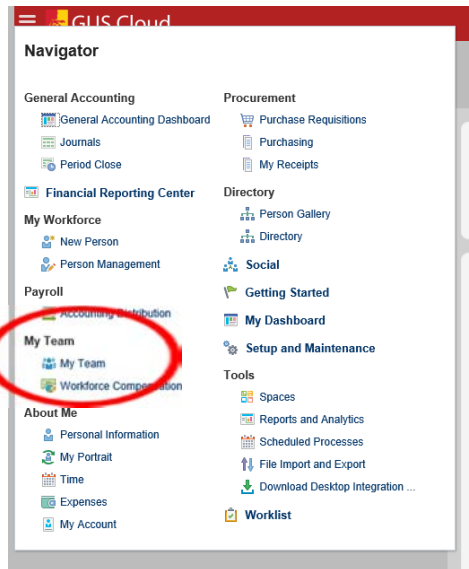 GUS Cloud
Navigator
General Accounting
General Accounting Dashboard
Journals
Period Close
Financial Reporting Center
My Workforce
New Person
Person Management
Payroll
Accounting Distribution
My Team
My Team
Workforce Compensation
About Me
Personal Information
My Portrait
Time
Expenses
My Account
Procurement
Purchase Requisitions
Purchasing
My Receipts
Directory
Person Gallery
Directory
Social
Getting Started
My Dashboard
Setup and Maintenance
Tools
Spaces
Reports and Analytics
Scheduled Processes
File Import and Export
Download Desktop Integration ...
Worklist